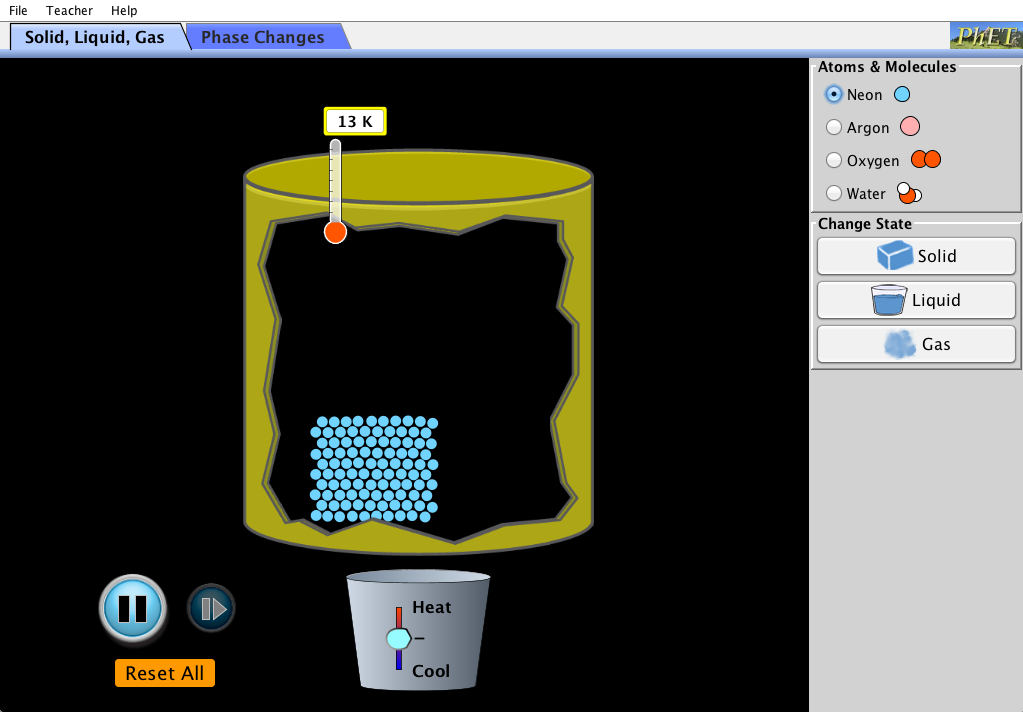 File Teacher Help
Solid, Liquid, Gas
Phase Changes
PhET
13 K
Atoms & Molecules
Neon
Argon
Oxygen
Water
Change State
Solid
Liquid
Gas
Heat
Cool
Reset All